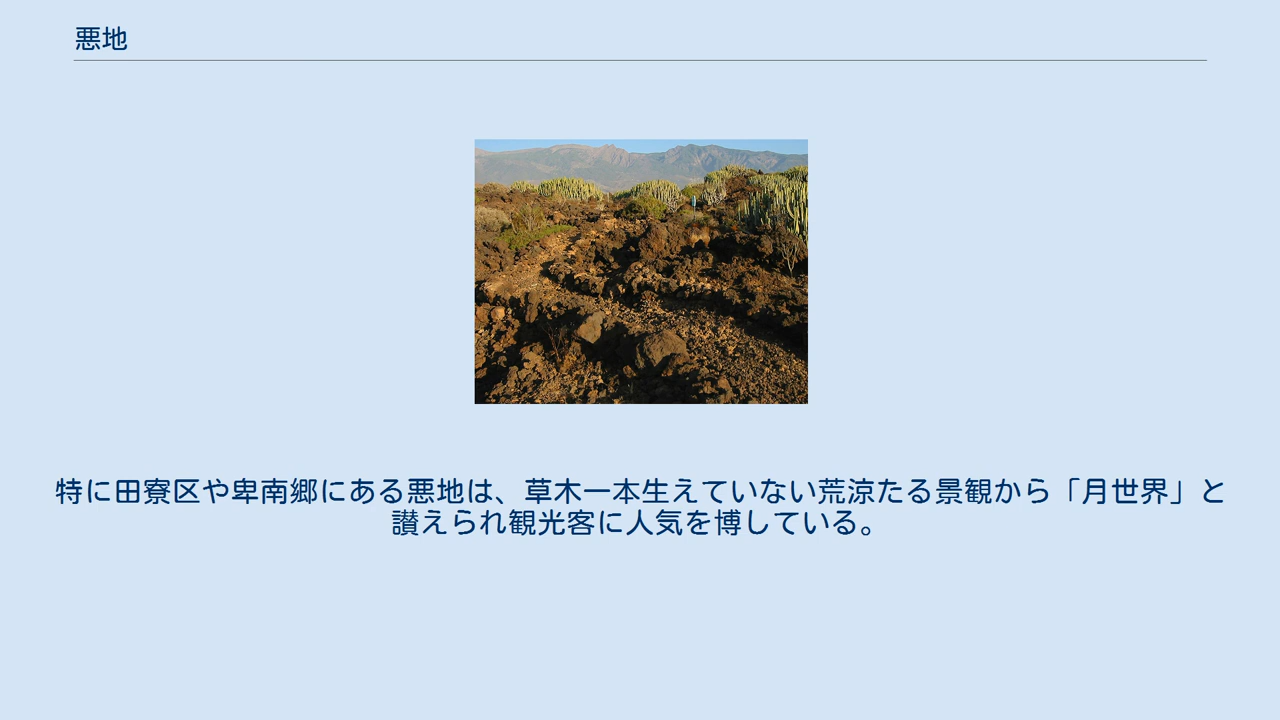 悪地
特に田寮区や卑南郷にある悪地は、草木一本生えていない荒涼たる景観から「月世界」と
讃えられ観光客に人気を博している。